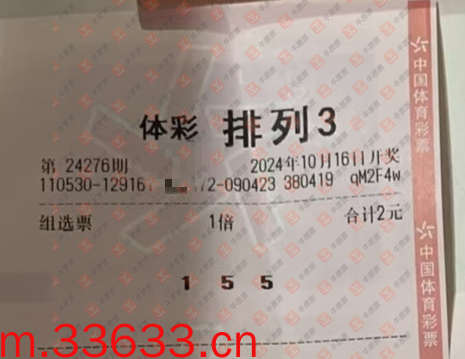 体彩 排列3
第 24276期 2024年10月16日开奖
110530-12916 72-090423 380419 qM2F4w
组选票 1倍 合计2元
1 5 5
m.33633.cn
中国体育彩票
中国体育彩票